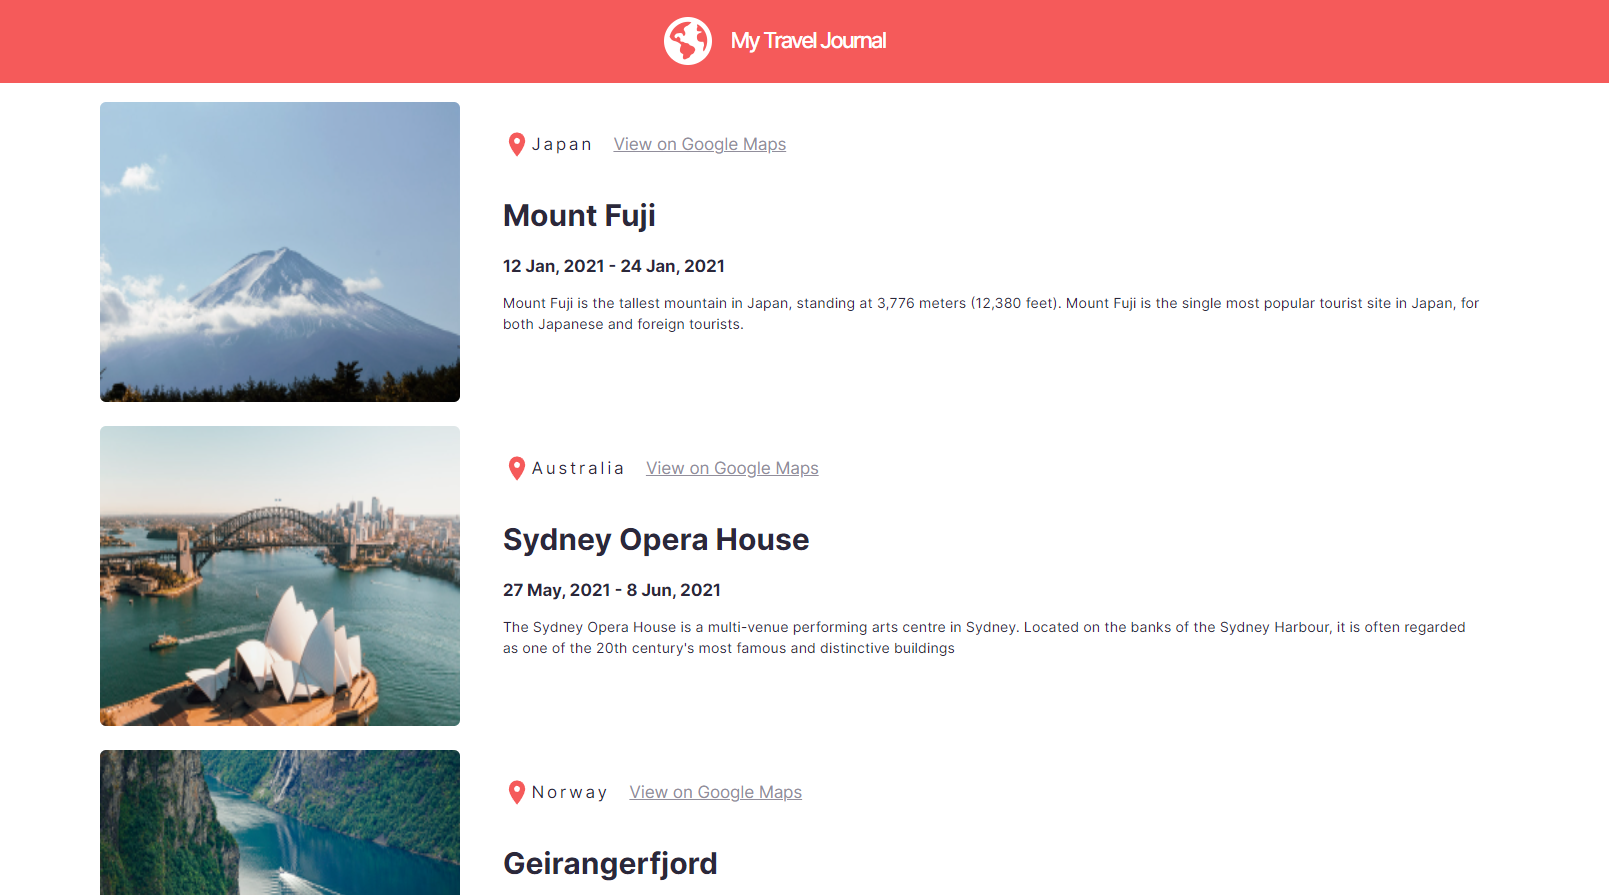 My Travel Journal
Japan View on Google Maps
Mount Fuji
12 Jan, 2021 - 24 Jan, 2021
Mount Fuji is the tallest mountain in Japan, standing at 3,776 meters (12,380 feet). Mount Fuji is the single most popular tourist site in Japan, for
both Japanese and foreign tourists.
Australia View on Google Maps
Sydney Opera House
27 May, 2021 - 8 Jun, 2021
The Sydney Opera House is a multi-venue performing arts centre in Sydney. Located on the banks of the Sydney Harbour, it is often regarded
as one of the 20th century's most famous and distinctive buildings
Norway View on Google Maps
Geirangerfjord